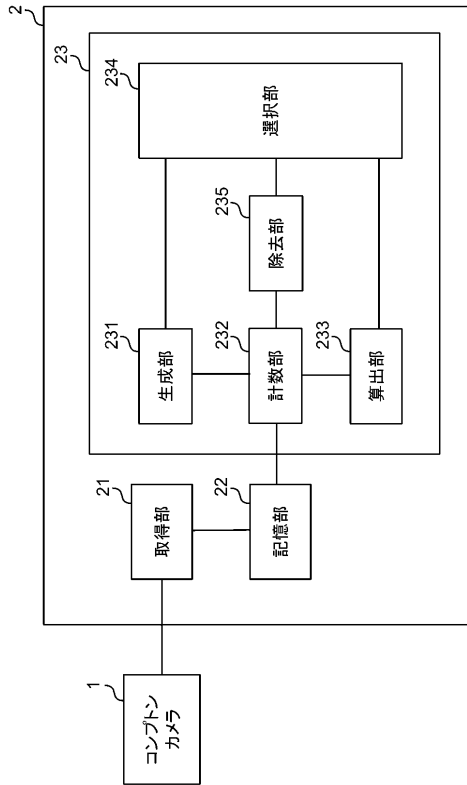 1
コンプトン
カメラ
2
21
取得部
22
記憶部
23
231
生成部
232
計数部
233
算出部
235
除去部
234
選択部